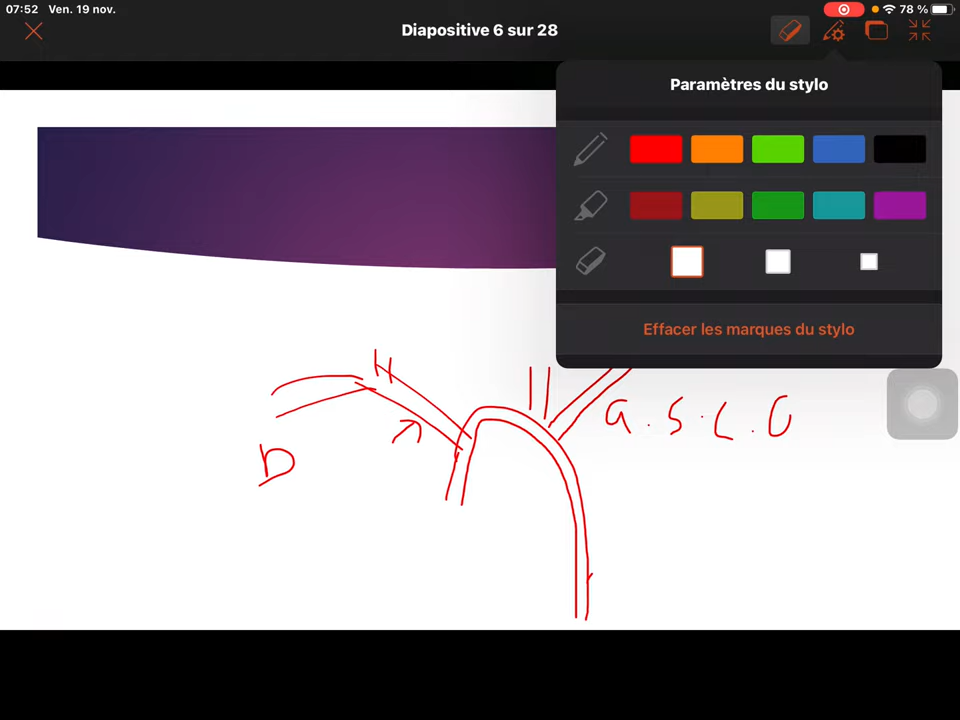 07:52 Ven. 19 nov.
78 %
Diapositive 6 sur 28
Paramètres du stylo
Effacer les marques du stylo
D